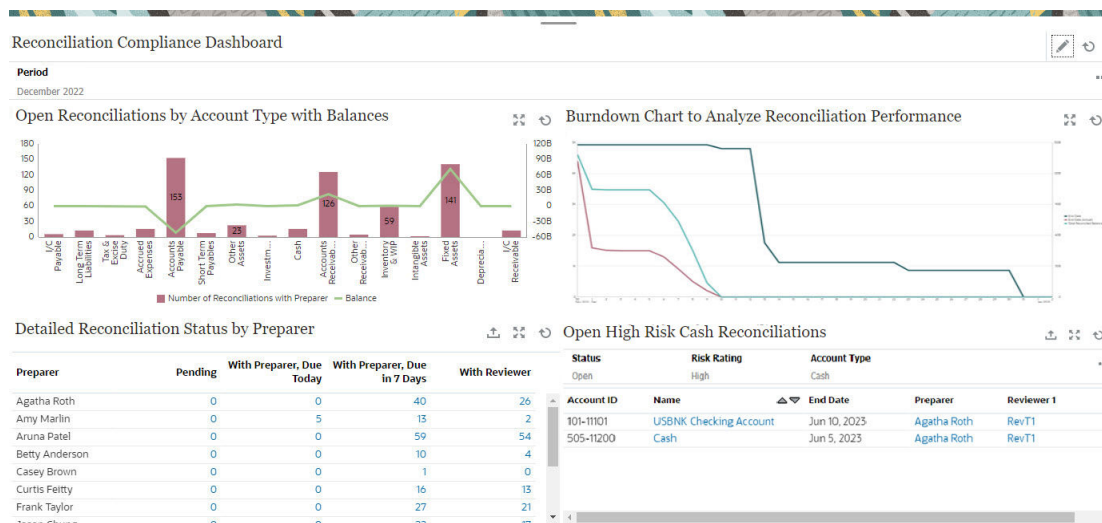 Reconciliation Compliance Dashboard
Period
December 2022
Open Reconciliations by Account Type with Balances
180
150
120
90
60
30
0
120B
90B
60B
30B
0
-30B
-60B
153
23
126
59
141
I/C Payable
Long Term Liabilities
Tax & Excise Duty
Accrued Expenses
Accounts Payable
Short Term Payables
Other Assets
Investm...
Cash
Accounts Receivab...
Other Receivab...
Inventory & WIP
Intangible Assets
Fixed Assets
Deprecia...
I/C Receivable
Number of Reconciliations with Preparer
Balance
Burndown Chart to Analyze Reconciliation Performance
Detailed Reconciliation Status by Preparer
Preparer Pending With Preparer, Due Today With Preparer, Due in 7 Days With Reviewer
Agatha Roth 0 0 40 26
Amy Marlin 0 5 13 2
Aruna Patel 0 0 59 54
Betty Anderson 0 0 10 4
Casey Brown 0 0 1 0
Curtis Feitty 0 0 16 13
Frank Taylor 0 0 27 21
Open High Risk Cash Reconciliations
Status Risk Rating Account Type
Open High Cash
Account ID Name End Date Preparer Reviewer 1
101-11101 USBNK Checking Account Jun 10, 2023 Agatha Roth RevT1
505-11200 Cash Jun 5, 2023 Agatha Roth RevT1